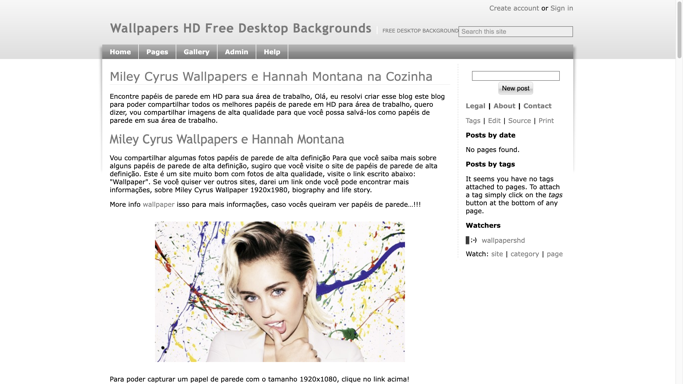 Create account or Sign in
Wallpapers HD Free Desktop Backgrounds
FREE DESKTOP BACKGROUND
Search this site
Home
Pages
Gallery
Admin
Help
Miley Cyrus Wallpapers e Hannah Montana na Cozinha
Encontre papéis de parede em HD para sua área de trabalho, Olá, eu resolvi criar esse blog este blog
para poder compartilhar todos os melhores papéis de parede em HD para área de trabalho, quero
dizer, vou compartilhar imagens de alta qualidade para que você possa salvá-los como papéis de
parede em sua área de trabalho.
Miley Cyrus Wallpapers e Hannah Montana
Vou compartilhar algumas fotos papéis de parede de alta definição Para que você saiba mais sobre
alguns papéis de parede de alta definição, sugiro que você visite o site de papéis de parede de alta
definição. Este é um site muito bom com fotos de alta qualidade, visite o link escrito abaixo:
"Wallpaper". Se você quiser ver outros sites, darei um link onde você pode encontrar mais
informações, sobre Miley Cyrus Wallpaper 1920x1980, biography and life story.
More info wallpaper isso para mais informações, caso vocês queiram ver papéis de parede...!!!
Para poder capturar um papel de parede com o tamanho 1920x1080, clique no link acima!
New post
Legal | About | Contact
Tags | Edit | Source | Print
Posts by date
No pages found.
Posts by tags
It seems you have no tags
attached to pages. To attach
a tag simply click on the tags
button at the bottom of any
page.
Watchers
wallpapershd
Watch: site | category | page